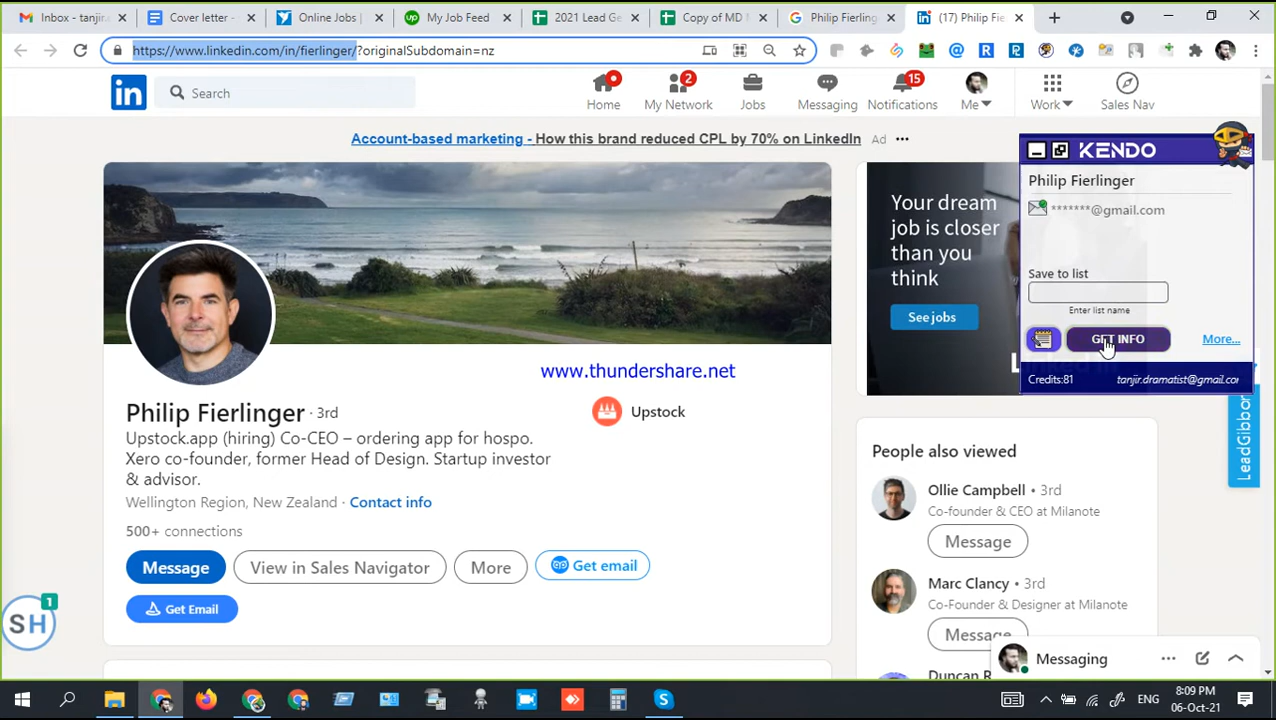 Inbox - tanjir.
Cover letter -
Online Jobs |
My Job Feed
2021 Lead Ge
Copy of MD
Philip Fierling
(17) Philip Fie
https://www.linkedin.com/in/fierlinger/?originalSubdomain=nz
in
Search
Home
2
My Network
Jobs
Messaging
15
Notifications
Me
Work
Sales Nav
Account-based marketing - How this brand reduced CPL by 70% on LinkedIn Ad
Your dream
job is closer
than you
think
See jobs
KENDO
Philip Fierlinger
*******@gmail.com
Save to list
Enter list name
GET INFO
More...
Credits:81
tanjir.dramatist@gmail.co
LeadGibbon
www.thundershare.net
Philip Fierlinger · 3rd
Upstock
Upstock.app (hiring) Co-CEO – ordering app for hospo.
Xero co-founder, former Head of Design. Startup investor
& advisor.
Wellington Region, New Zealand · Contact info
500+ connections
Message
View in Sales Navigator
More
Get email
Get Email
SH
1
People also viewed
Ollie Campbell • 3rd
Co-founder & CEO at Milanote
Message
Marc Clancy • 3rd
Co-Founder & Designer at Milanote
Message
Messaging
ENG
8:09 PM
06-Oct-21